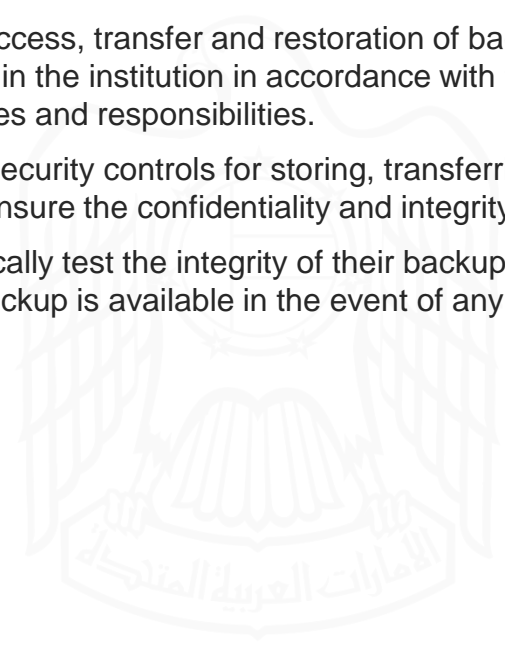 ccess, transfer and restoration of ba
in the institution in accordance with
es and responsibilities.
ecurity controls for storing, transferr
nsure the confidentiality and integrity
cally test the integrity of their backup
ckup is available in the event of any
الإمارات العربية المتحدة